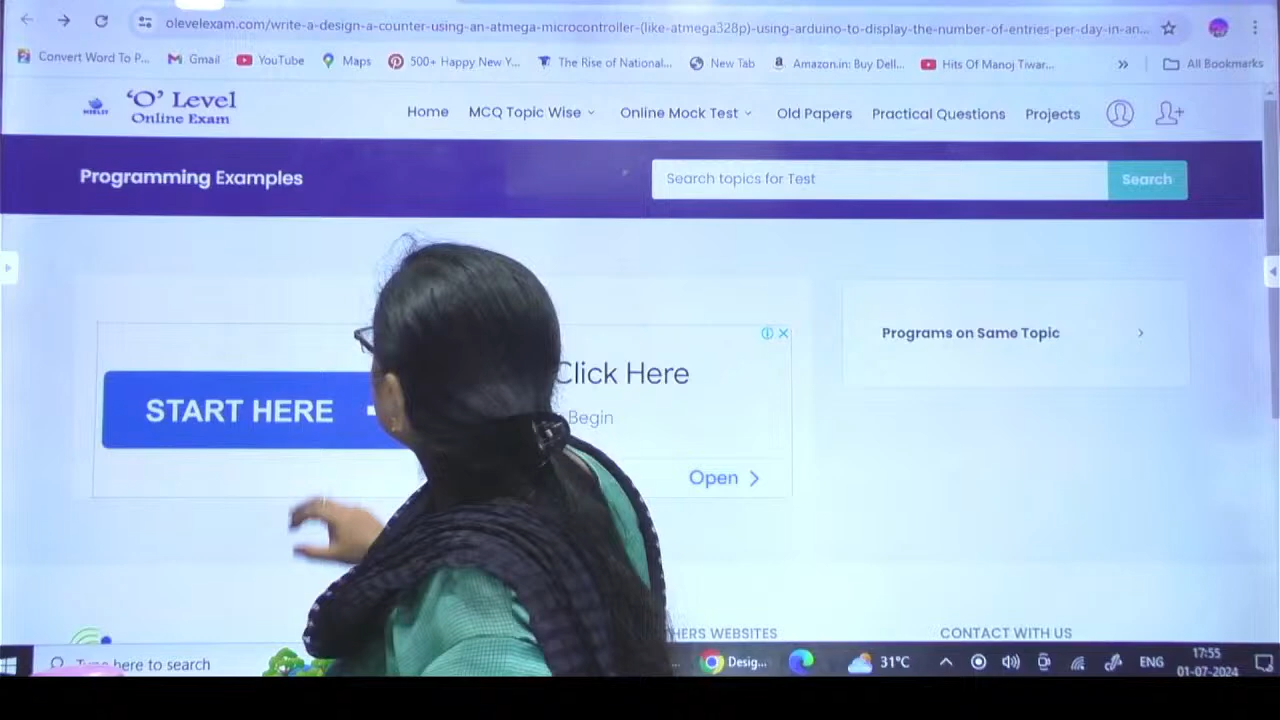 olevelexam.com/write-a-design-a-counter-using-an-atmega-microcontroller-(like-atmega328p)-using-arduino-to-display-the-number-of-entries-per-day-in-an...
Convert Word To P... Gmail YouTube Maps 500+ Happy New Y... The Rise of National... New Tab Amazon.in: Buy Dell... Hits Of Manoj Tiwar... » All Bookmarks
'O' Level
Online Exam
Home MCQ Topic Wise Online Mock Test Old Papers Practical Questions Projects
Programming Examples
Search topics for Test Search
Programs on Same Topic
START HERE
Click Here
Begin
Open
HERS WEBSITES
CONTACT WITH US
Type here to search
Desig...
31°C
ENG
17:55
01-07-2024